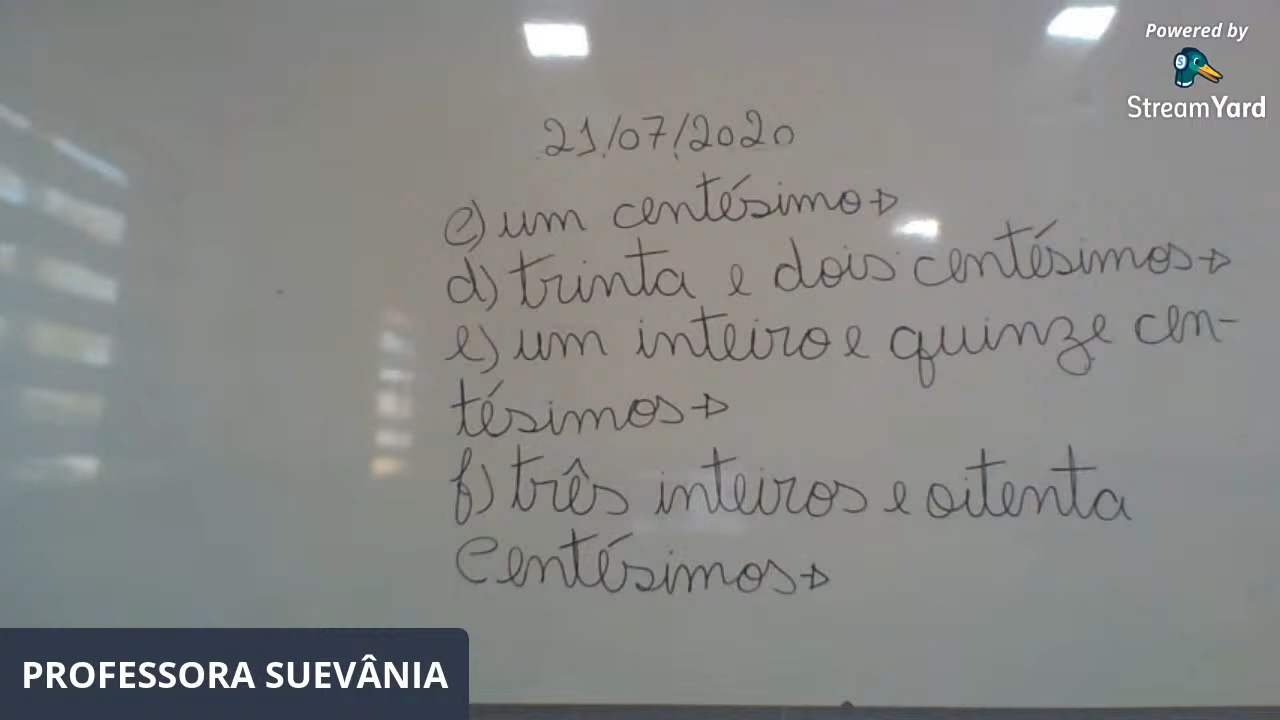 Powered by
StreamYard
21/07/2020
c) um centésimo→
d) trinta e dois centésimos→
e) um inteiro e quinze cen-
tésimos→
f) três inteiros e oitenta
Centésimos→
PROFESSORA SUEVÂNIA